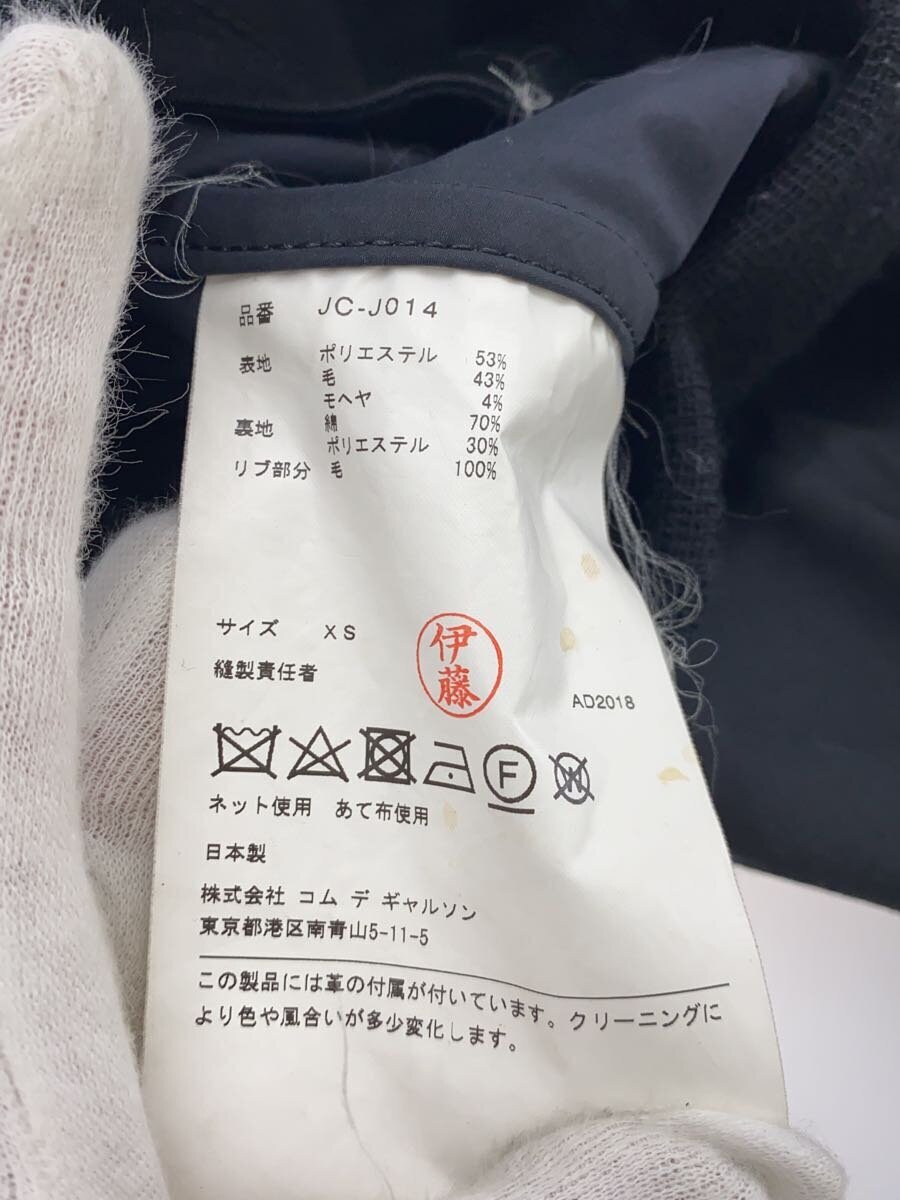 品番 JC-J014
表地 ポリエステル 53%
毛 43%
モヘヤ 4%
裏地 綿 70%
ポリエステル 30%
リブ部分 毛 100%
サイズ XS
縫製責任者 伊藤
AD2018
F W
ネット使用 あて布使用
日本製
株式会社 コム デ ギャルソン
東京都港区南青山5-11-5
この製品には革の付属が付いています。クリーニングに
より色や風合いが多少変化します。